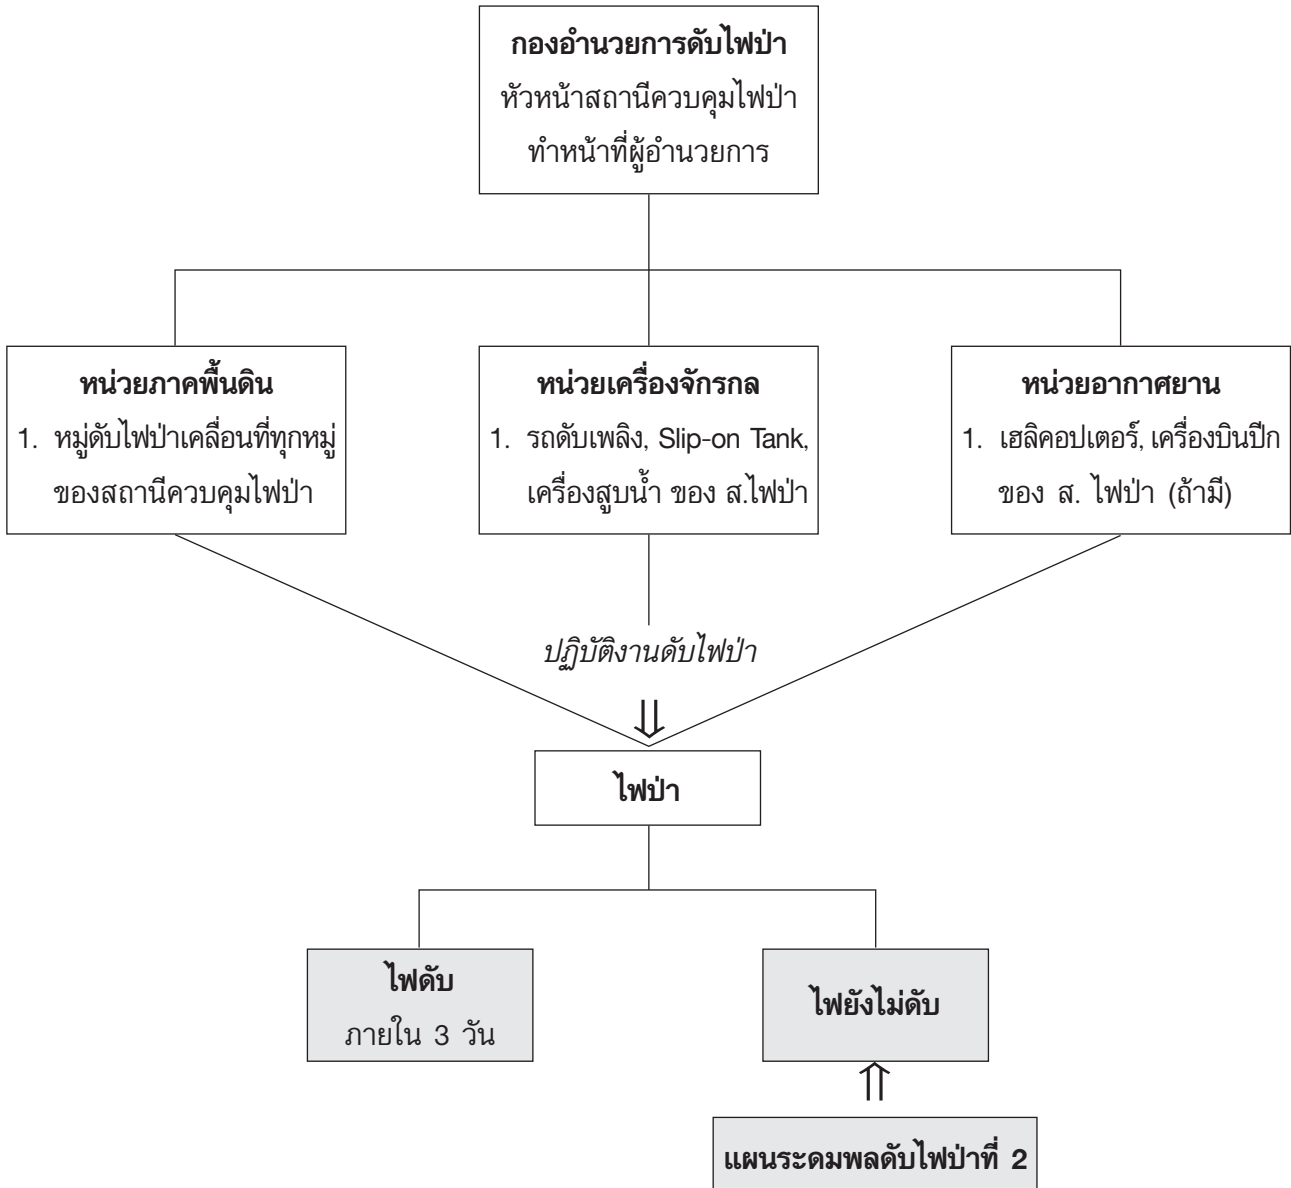 กองอำนวยการดับไฟป่า
หัวหน้าสถานีควบคุมไฟป่า
ทำหน้าที่ผู้อำนวยการ
หน่วยภาคพื้นดิน
1. หมู่ดับไฟป่าเคลื่อนที่ทุกหมู่
ของสถานีควบคุมไฟป่า
หน่วยเครื่องจักรกล
1. รถดับเพลิง, Slip-on Tank,
เครื่องสูบน้ำ ของ ส.ไฟป่า
หน่วยอากาศยาน
1. เฮลิคอปเตอร์, เครื่องบินปีก
ของ ส. ไฟป่า (ถ้ามี)
ปฏิบัติงานดับไฟป่า
ไฟป่า
ไฟดับ
ภายใน 3 วัน
ไฟยังไม่ดับ
แผนระดมพลดับไฟป่าที่ 2